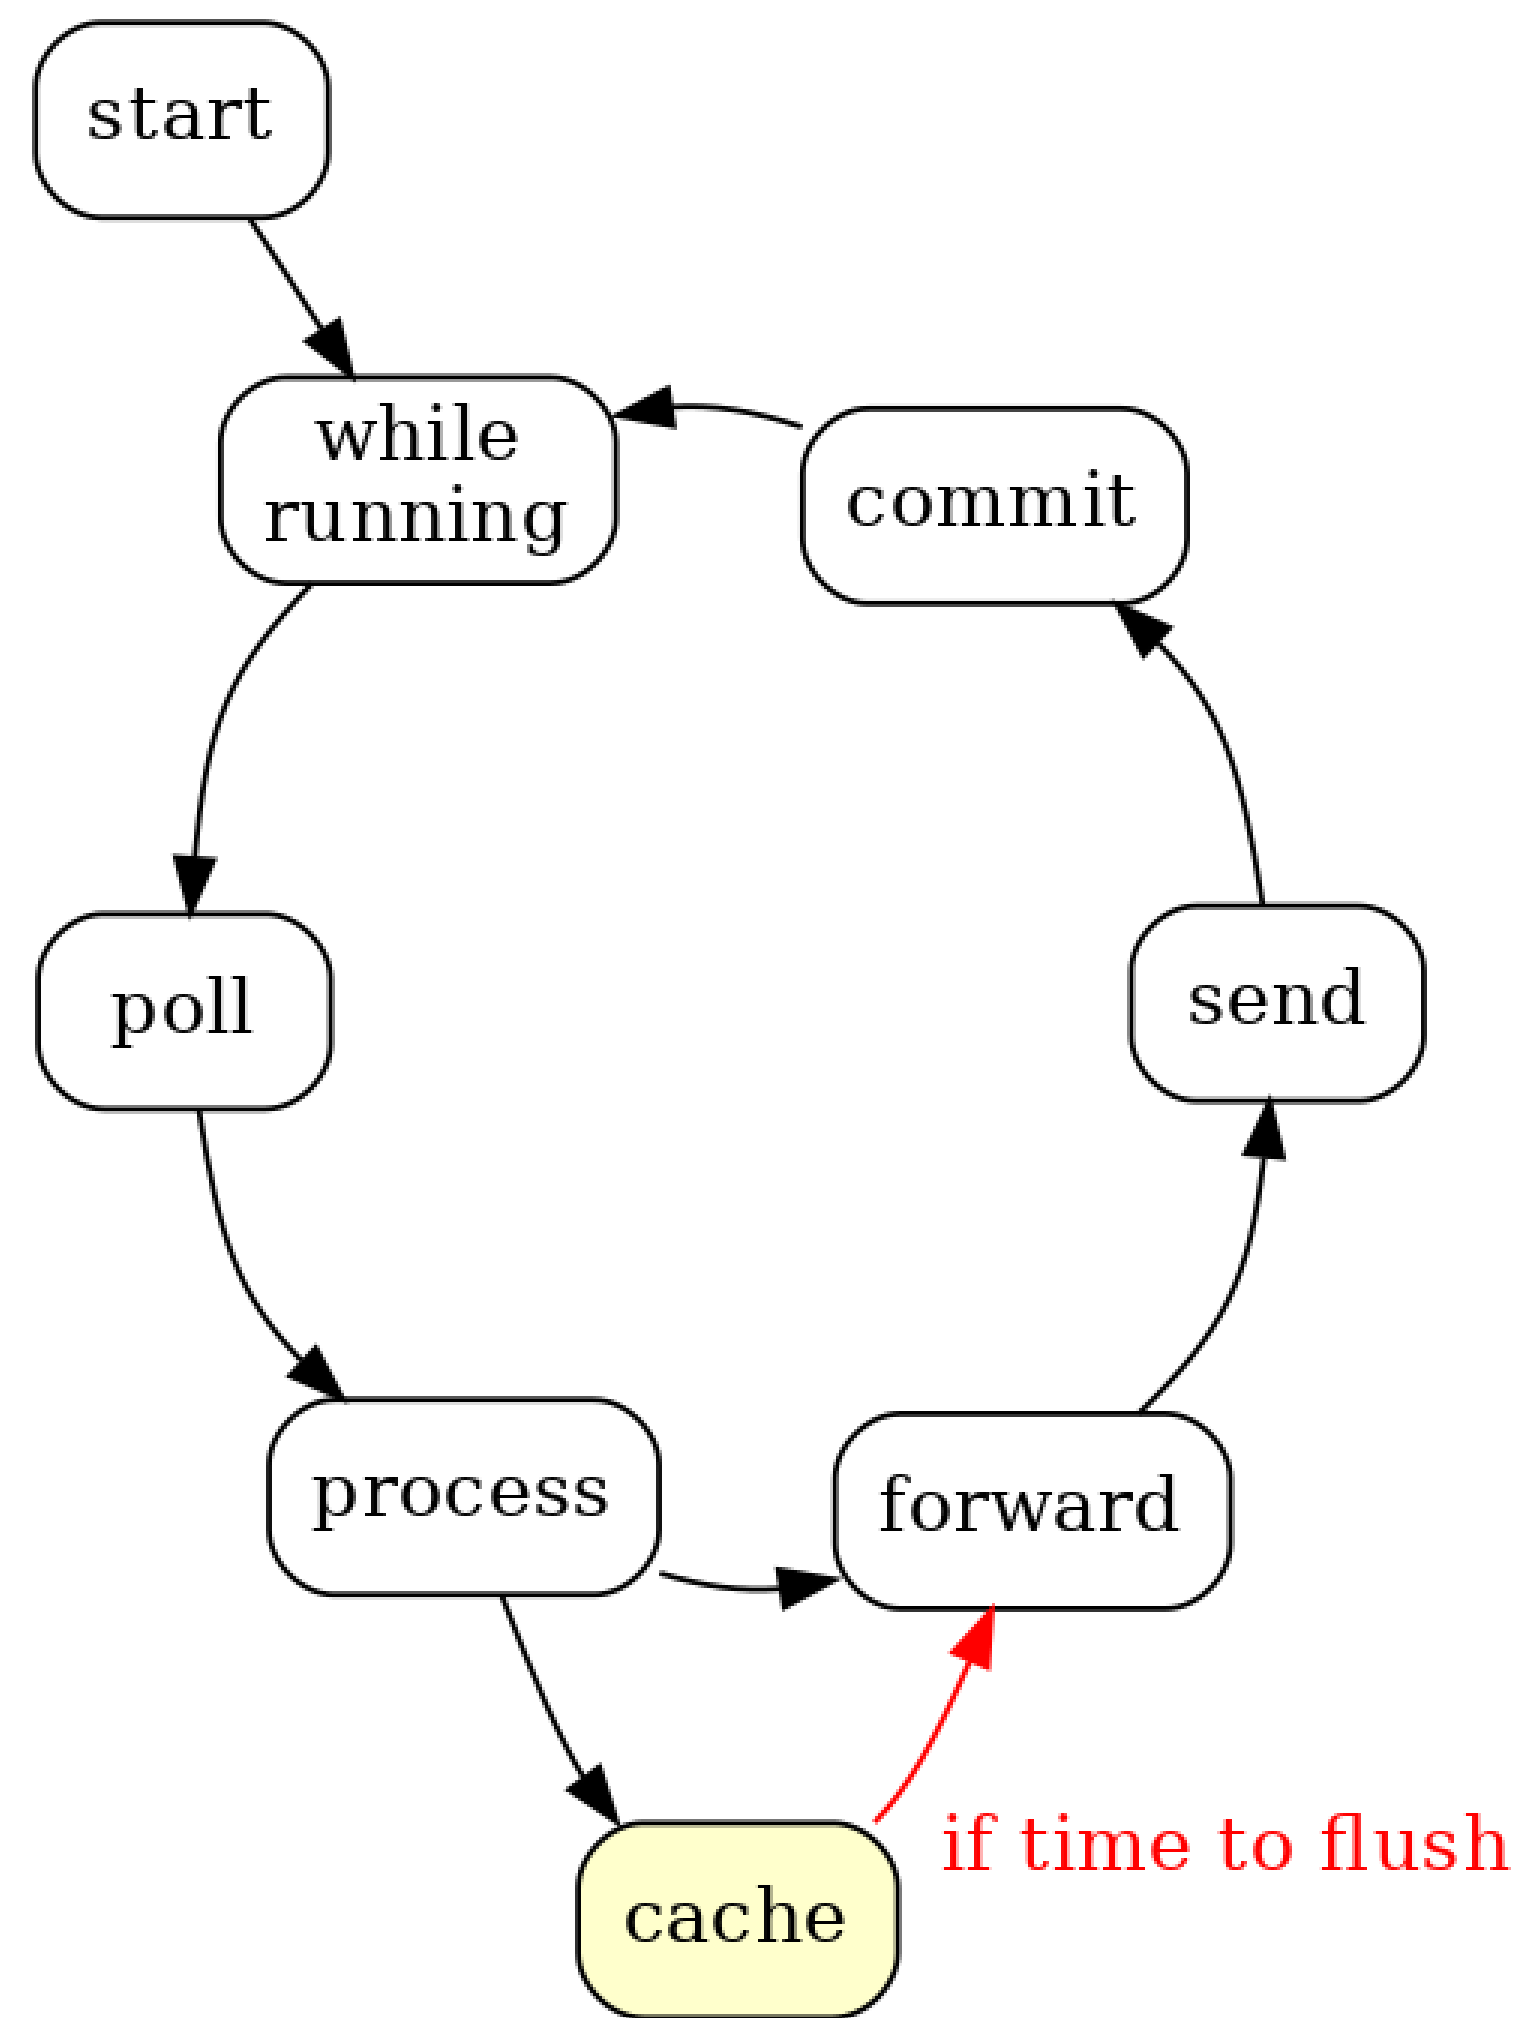 start
while
running
commit
poll
send
process
forward
if time to flush
cache